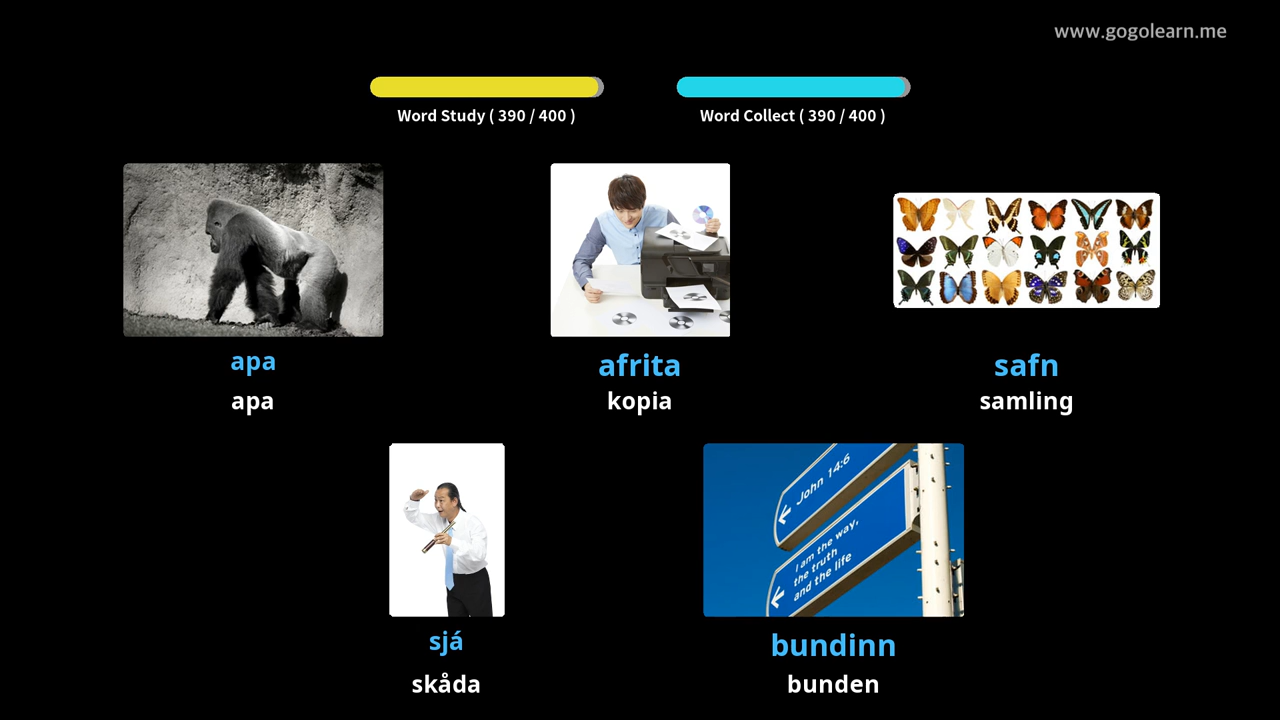 www.gogolearn.me
Word Study ( 390 / 400 )
Word Collect ( 390 / 400 )
apa
apa
afrita
kopia
safn
samling
sjá
skåda
John 14:6
I am the way,
the truth
and the life
bundinn
bunden